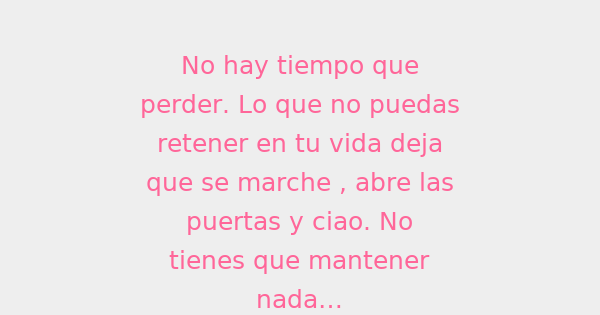 No hay tiempo que
perder. Lo que no puedas
retener en tu vida deja
que se marche , abre las
puertas y ciao. No
tienes que mantener
nada...